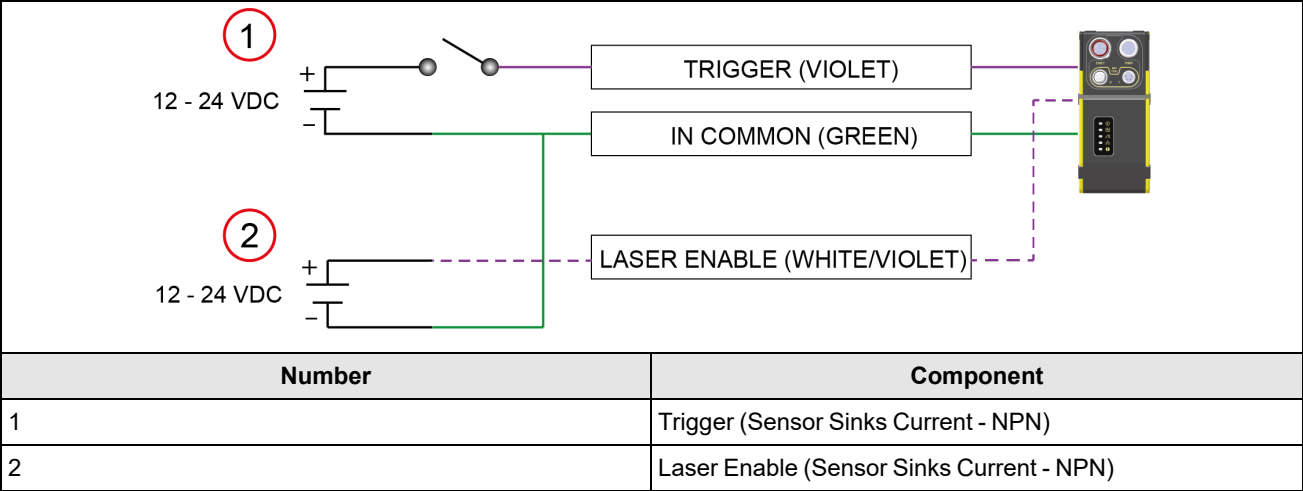 1
+
12 - 24 VDC
−
TRIGGER (VIOLET)
IN COMMON (GREEN)
2
+
12 - 24 VDC
−
LASER ENABLE (WHITE/VIOLET)
Number Component
1 Trigger (Sensor Sinks Current - NPN)
2 Laser Enable (Sensor Sinks Current - NPN)